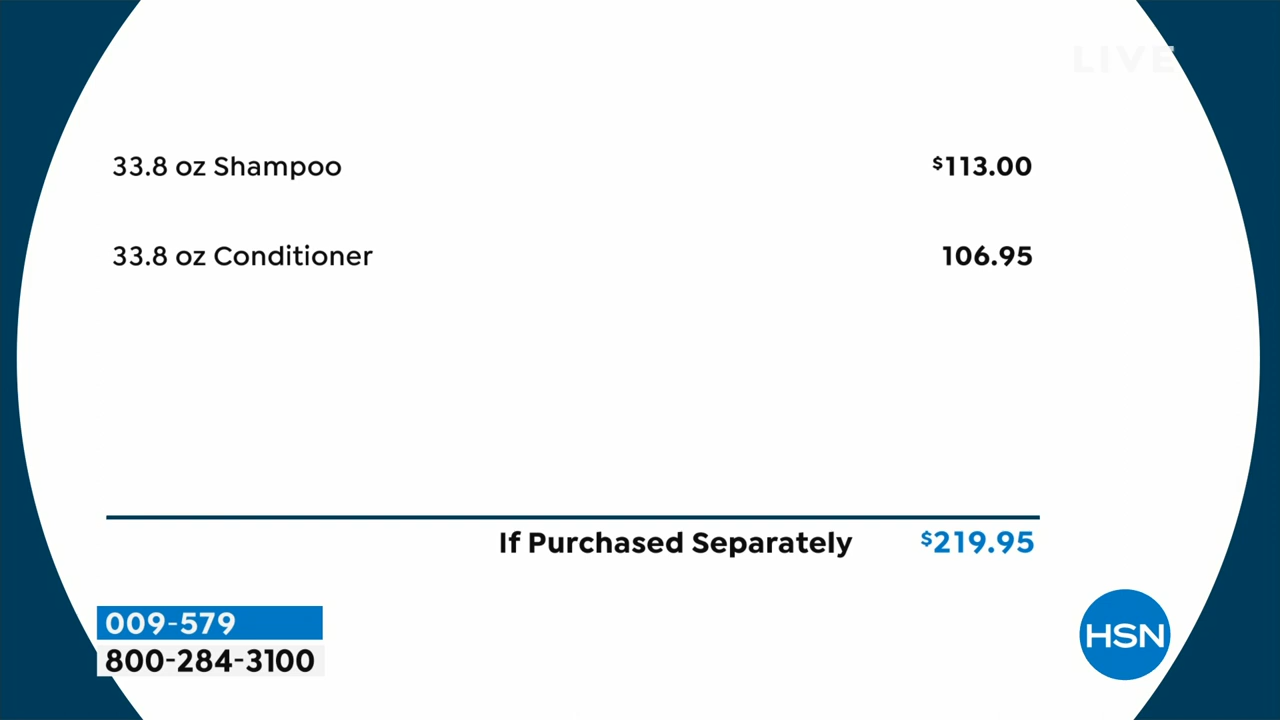 LIVE
33.8 oz Shampoo $113.00
33.8 oz Conditioner 106.95
If Purchased Separately $219.95
009-579
800-284-3100
HSN